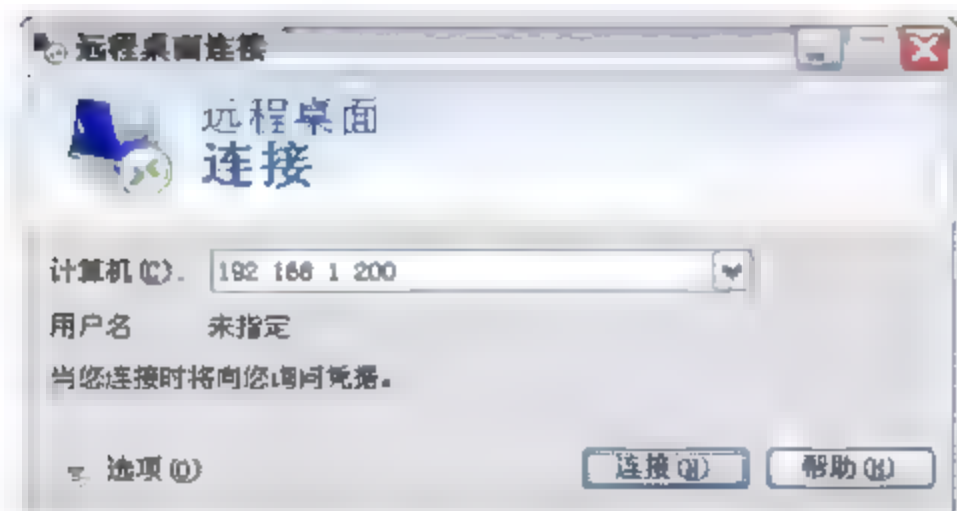 远程桌面连接
远程桌面
连接
计算机(C). 192 168 1 200
用户名 未指定
当您连接时将向您询问凭据。
选项(O) 连接(N) 帮助(H)